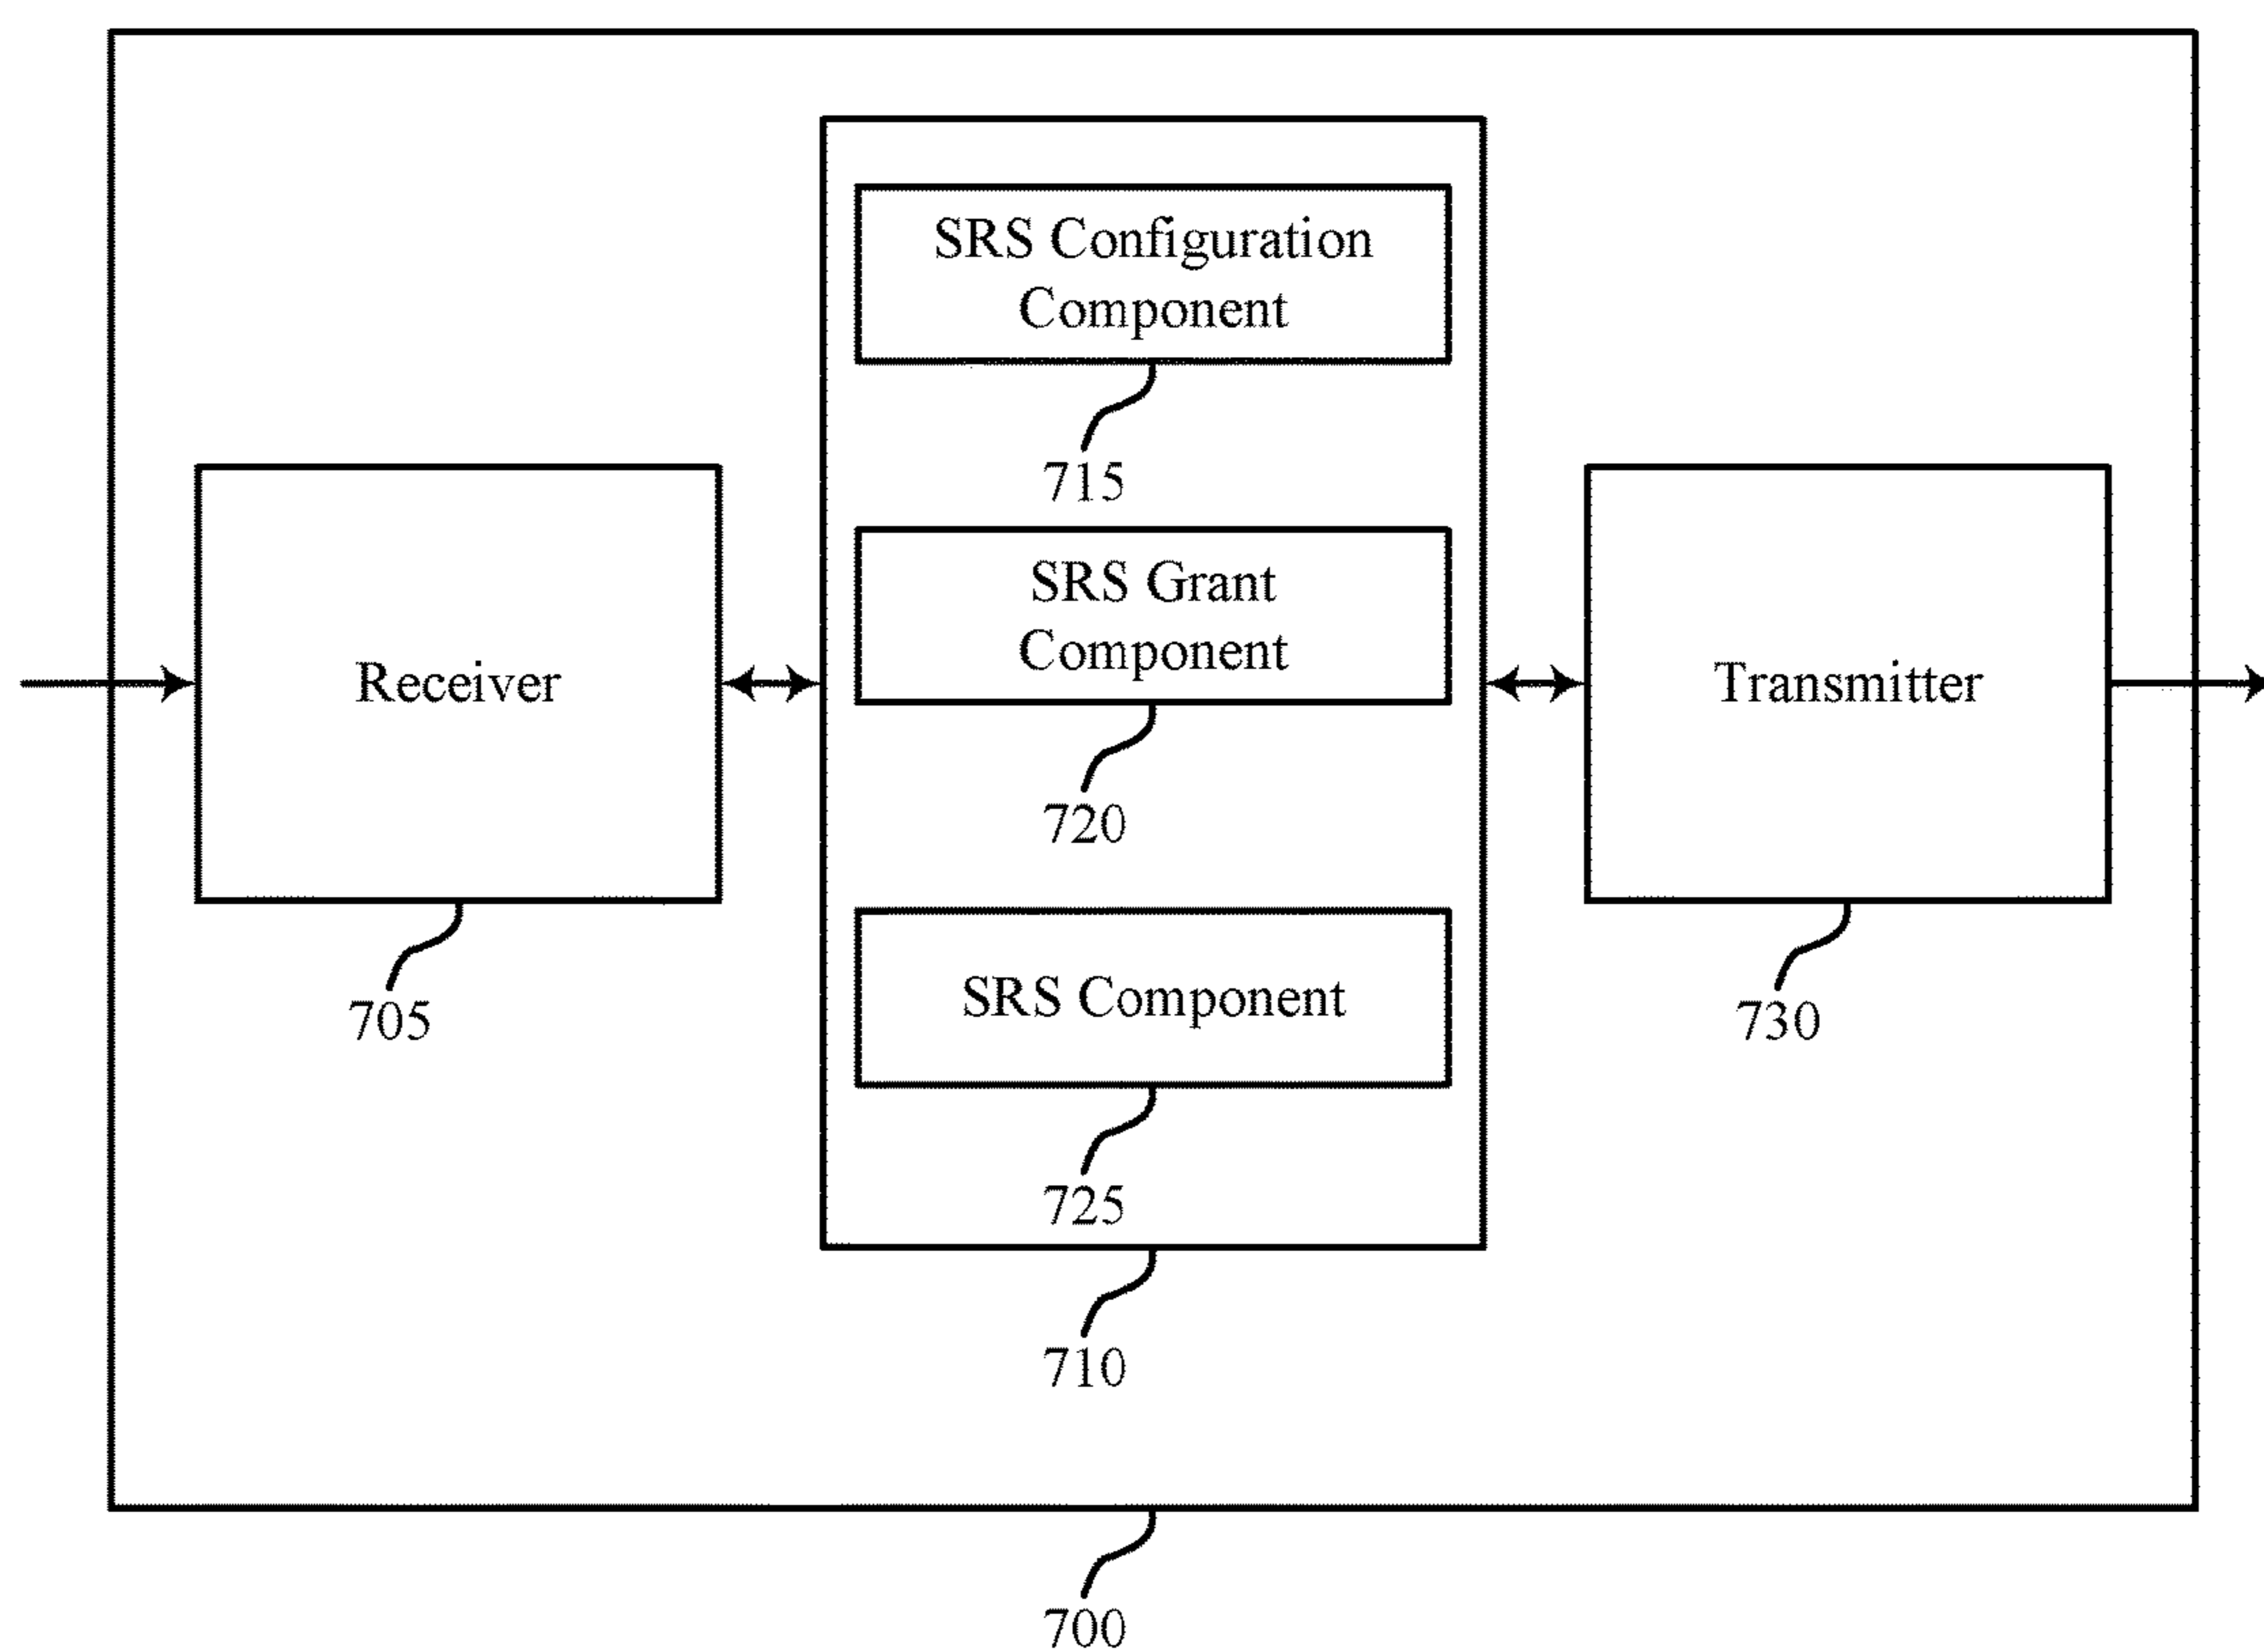 SRS Configuration
Component
715
SRS Grant
Component
720
Receiver
705
Transmitter
730
SRS Component
725
710
700